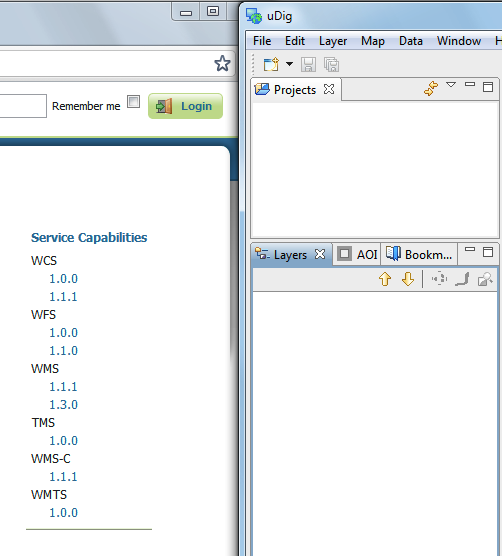 Remember me
Login
Service Capabilities
WCS
1.0.0
1.1.1
WFS
1.0.0
1.1.0
WMS
1.1.1
1.3.0
TMS
1.0.0
WMS-C
1.1.1
WMTS
1.0.0
uDig
File Edit Layer Map Data Window H
Projects
Layers AOI Bookm...